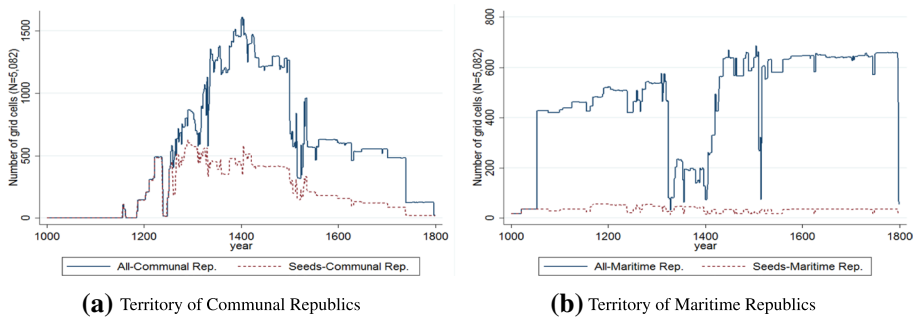 Number of grid cells (N=5,082)
1500
1000
500
0
1000
1200
1400
1600
1800
year
All-Communal Rep.
Seeds-Communal Rep.
(a) Territory of Communal Republics
Number of grid cells (N=5,082)
800
600
400
200
0
1000
1200
1400
1600
1800
year
All-Maritime Rep.
Seeds-Maritime Rep.
(b) Territory of Maritime Republics